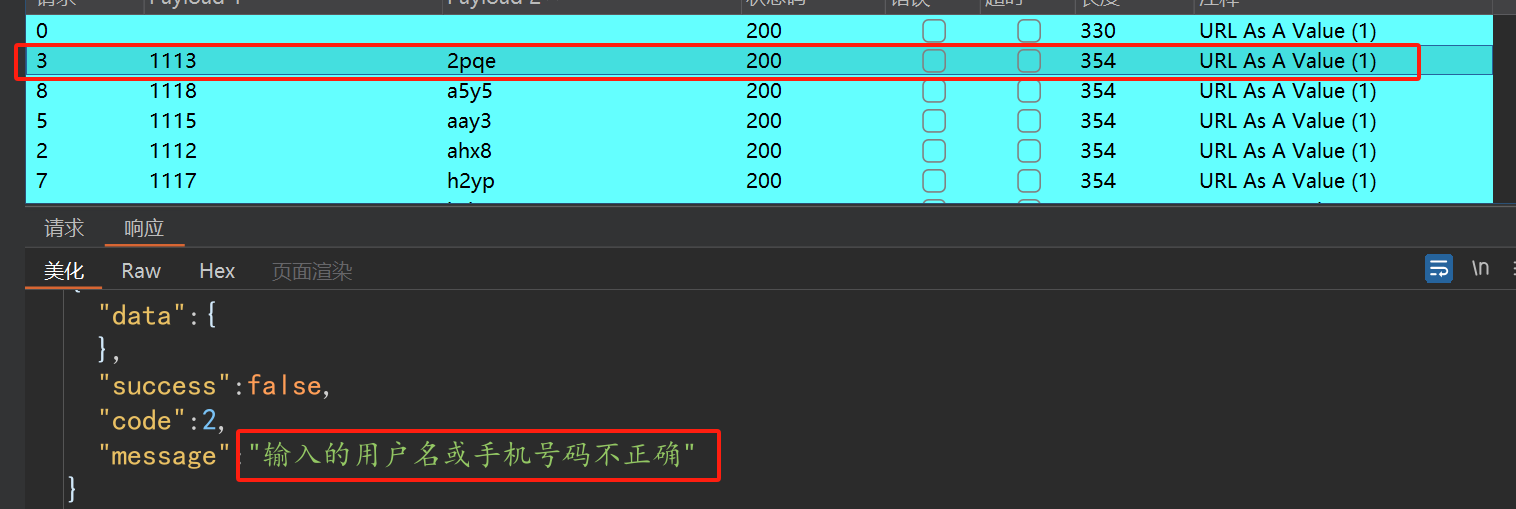 请求 Payload 1 Payload 2 状态码 错误 超时 长度 注释
0 200 330 URL As A Value (1)
3 1113 2pqe 200 354 URL As A Value (1)
8 1118 a5y5 200 354 URL As A Value (1)
5 1115 aay3 200 354 URL As A Value (1)
2 1112 ahx8 200 354 URL As A Value (1)
7 1117 h2yp 200 354 URL As A Value (1)
请求 响应
美化 Raw Hex 页面渲染 \n
{
"data":{
},
"success":false,
"code":2,
"message":"输入的用户名或手机号码不正确"
}